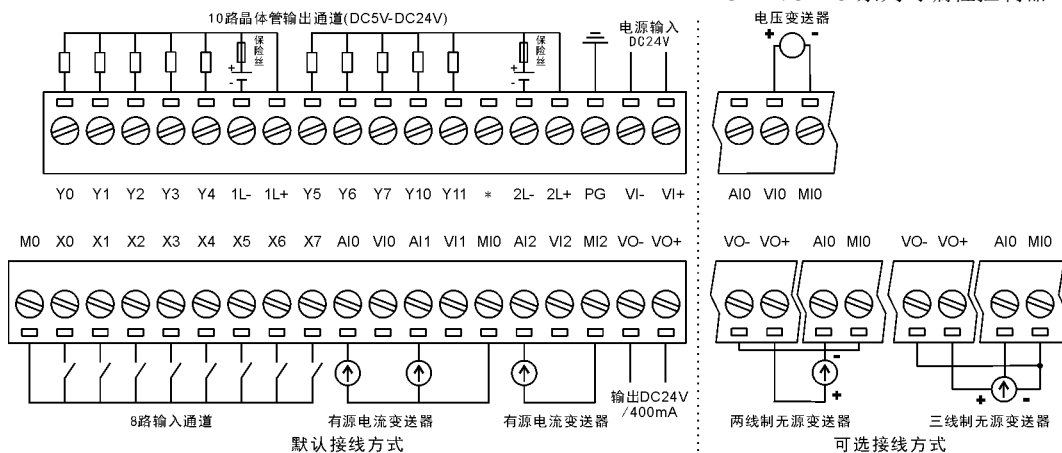 10路晶体管输出通道(DC5V-DC24V)
保险丝
+
-
保险丝
+
-
电源输入
DC24V
电压变送器
+ -
Y0 Y1 Y2 Y3 Y4 1L- 1L+ Y5 Y6 Y7 Y10 Y11 * 2L- 2L+ PG VI- VI+
AI0 VI0 MI0
M0 X0 X1 X2 X3 X4 X5 X6 X7 AI0 VI0 AI1 VI1 MI0 AI2 VI2 MI2 VO- VO+
VO- VO+ AI0 MI0
VO- VO+ AI0 MI0
-
+
+ -
8路输入通道
有源电流变送器
有源电流变送器
输出DC24V
/400mA
两线制无源变送器
三线制无源变送器
默认接线方式
可选接线方式